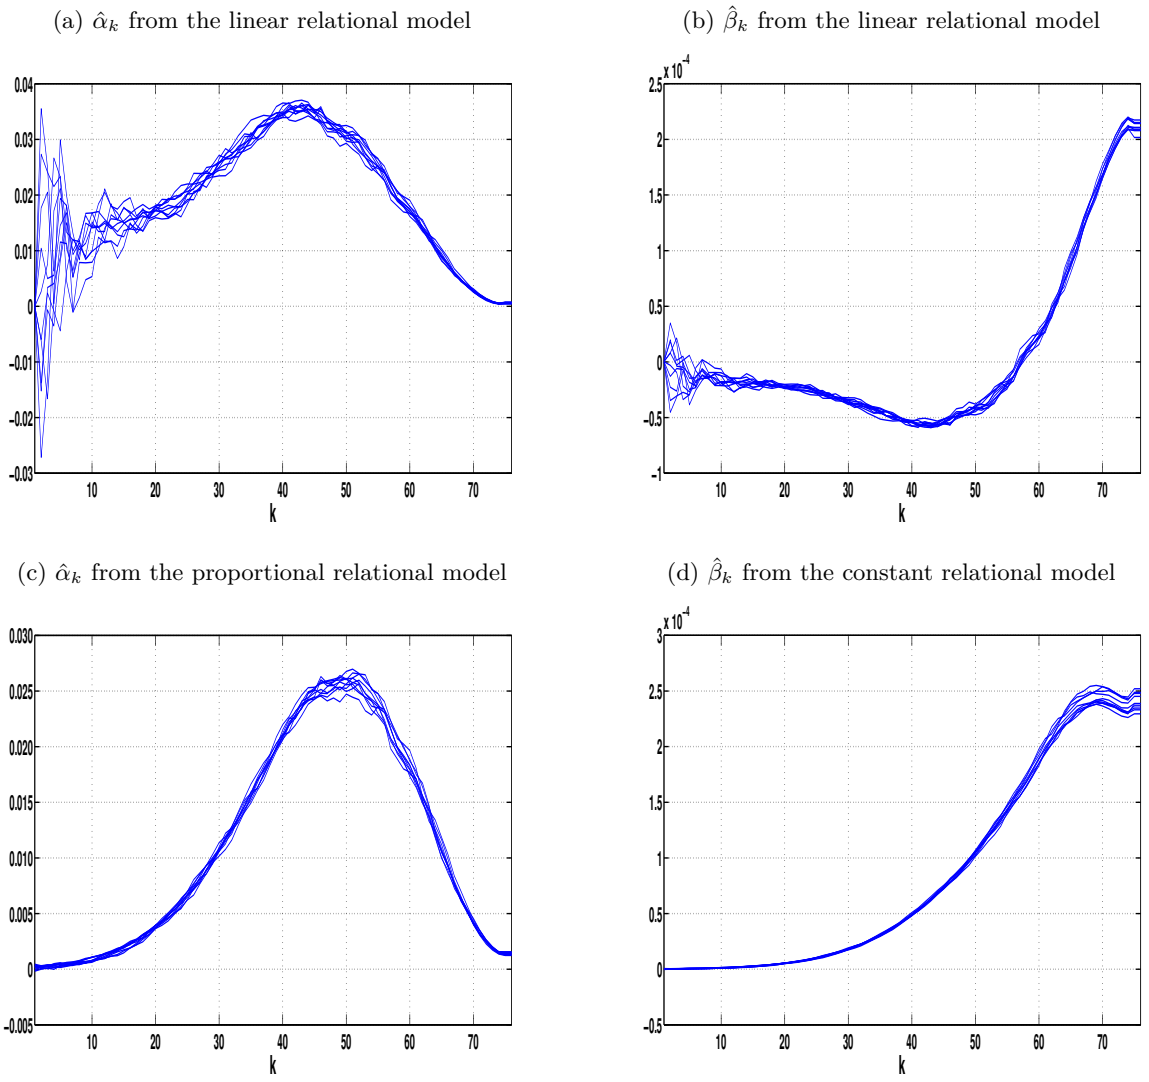 (a) α̂ₖ from the linear relational model
(b) β̂ₖ from the linear relational model
x 10⁻⁴
0.04
0.03
0.02
0.01
0
−0.01
−0.02
−0.03
10 20 30 40 50 60 70
k
2.5
2
1.5
1
0.5
0
−0.5
−1
10 20 30 40 50 60 70
k
(c) α̂ₖ from the proportional relational model
(d) β̂ₖ from the constant relational model
x 10⁻⁴
0.030
0.025
0.020
0.015
0.010
0.005
0
−0.005
10 20 30 40 50 60 70
k
3
2.5
2
1.5
1
0.5
0
−0.5
10 20 30 40 50 60 70
k